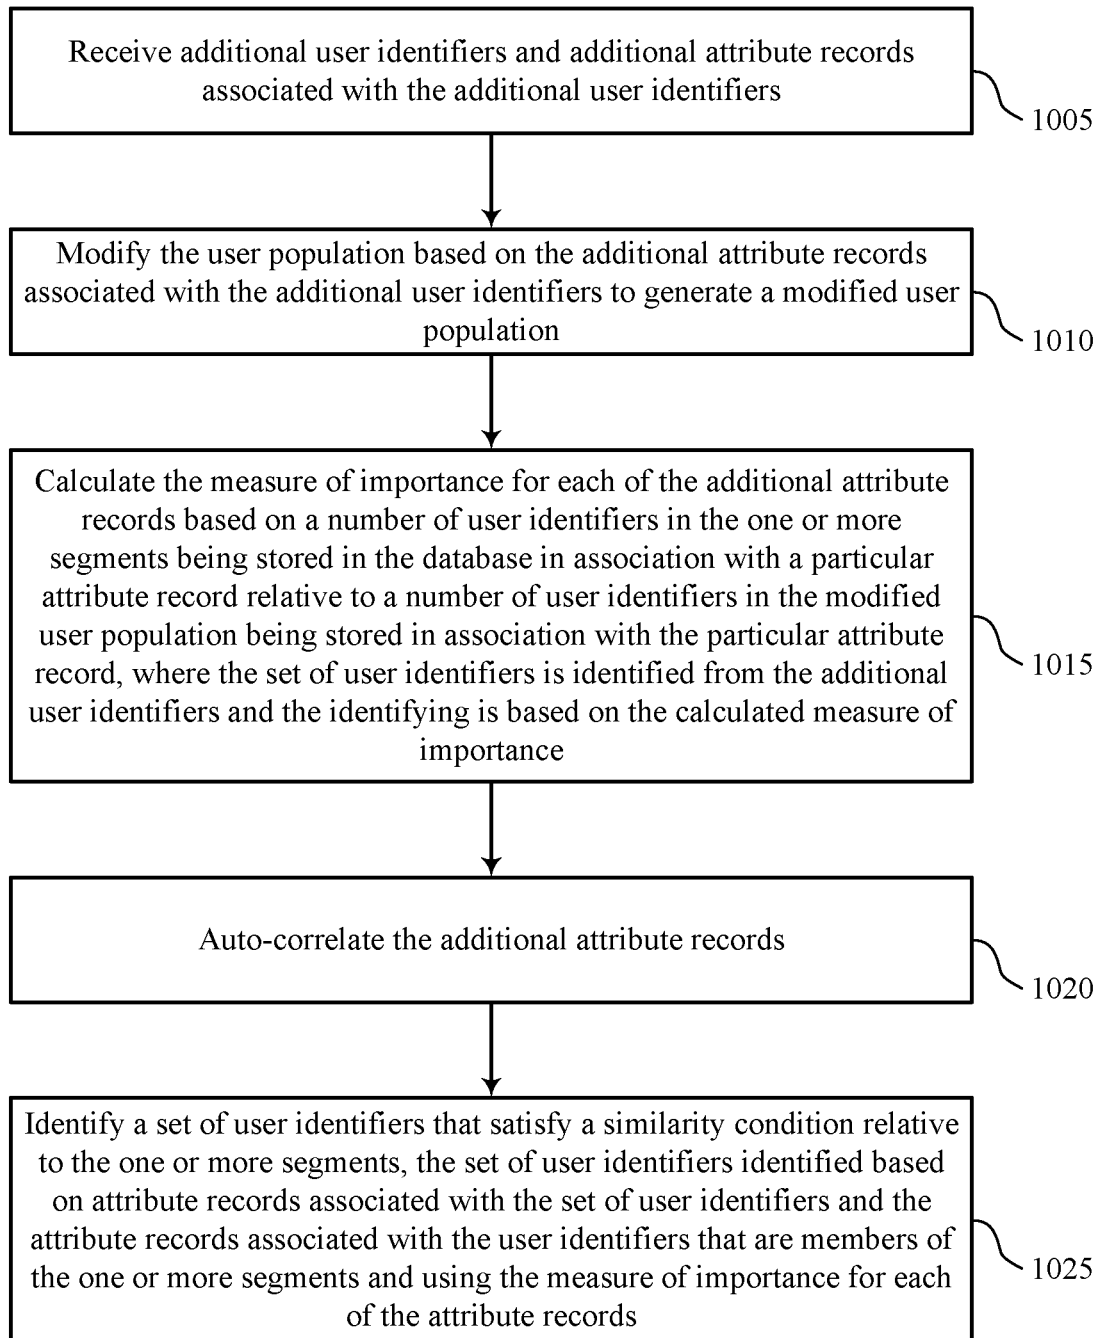 Receive additional user identifiers and additional attribute records
associated with the additional user identifiers
1005
Modify the user population based on the additional attribute records
associated with the additional user identifiers to generate a modified user
population
1010
Calculate the measure of importance for each of the additional attribute
records based on a number of user identifiers in the one or more
segments being stored in the database in association with a particular
attribute record relative to a number of user identifiers in the modified
user population being stored in association with the particular attribute
record, where the set of user identifiers is identified from the additional
user identifiers and the identifying is based on the calculated measure of
importance
1015
Auto-correlate the additional attribute records
1020
Identify a set of user identifiers that satisfy a similarity condition relative
to the one or more segments, the set of user identifiers identified based
on attribute records associated with the set of user identifiers and the
attribute records associated with the user identifiers that are members of
the one or more segments and using the measure of importance for each
of the attribute records
1025